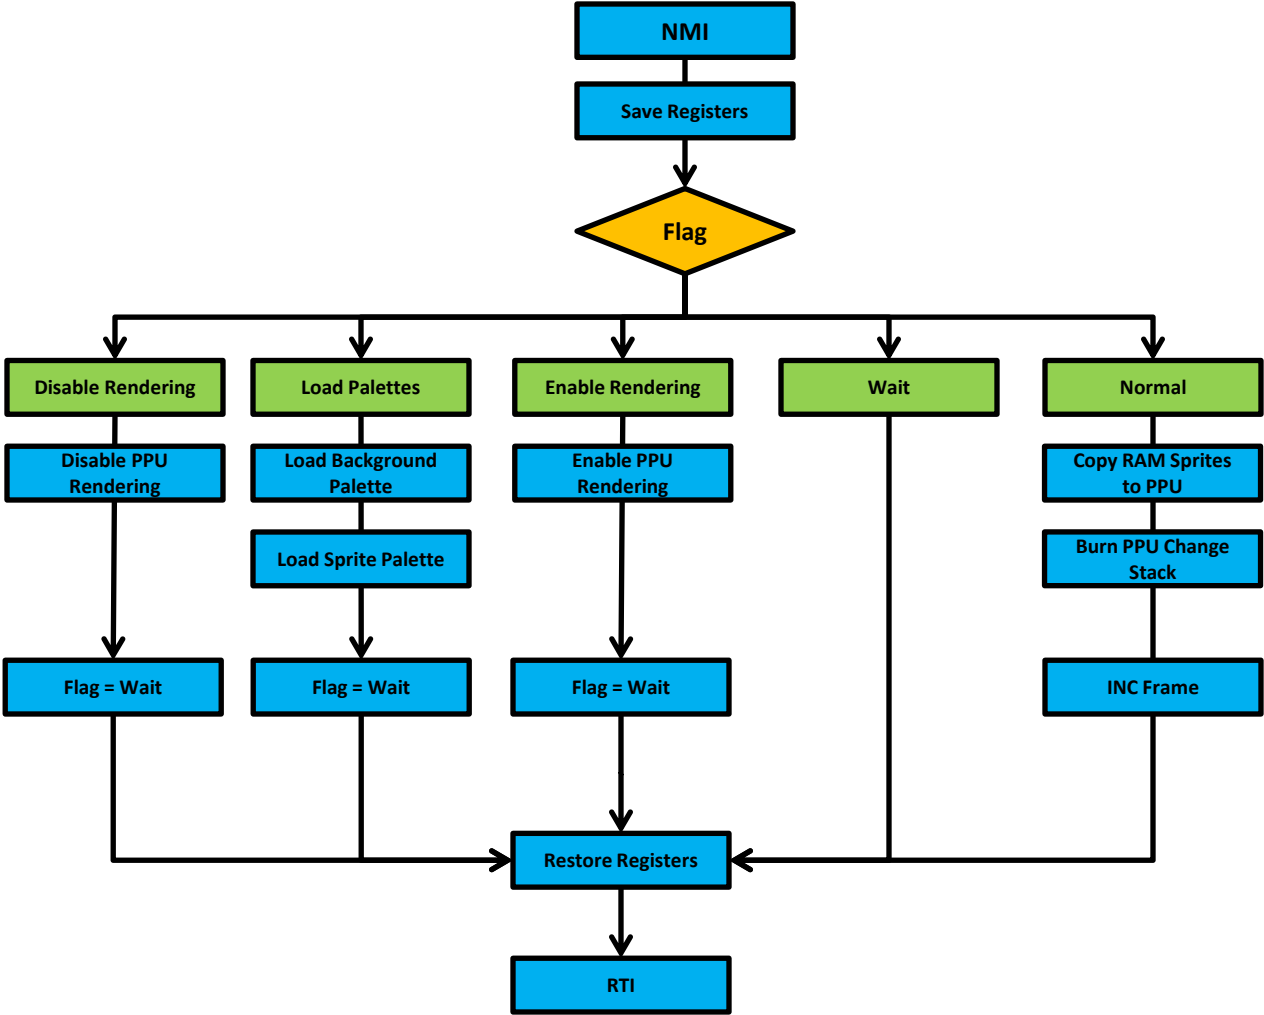 NMI
Save Registers
Flag
Disable Rendering
Load Palettes
Enable Rendering
Wait
Normal
Disable PPU
Rendering
Load Background
Palette
Enable PPU
Rendering
Copy RAM Sprites
to PPU
Load Sprite Palette
Burn PPU Change
Stack
Flag = Wait
Flag = Wait
Flag = Wait
INC Frame
Restore Registers
RTI